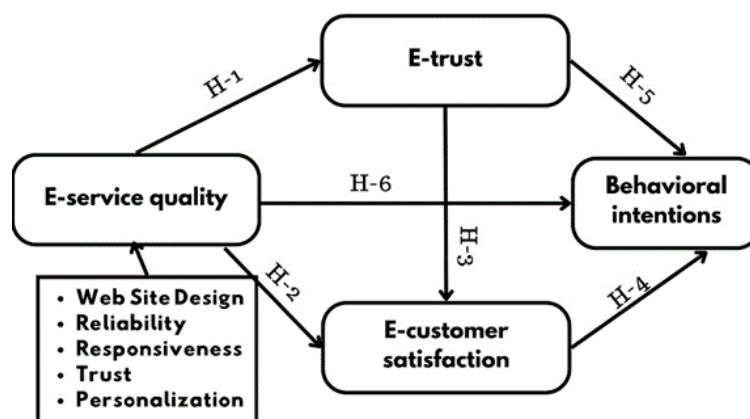 E-trust
H-1
H-5
E-service quality
H-6
Behavioral
intentions
H-3
H-2
H-4
• Web Site Design
• Reliability
• Responsiveness
• Trust
• Personalization
E-customer
satisfaction